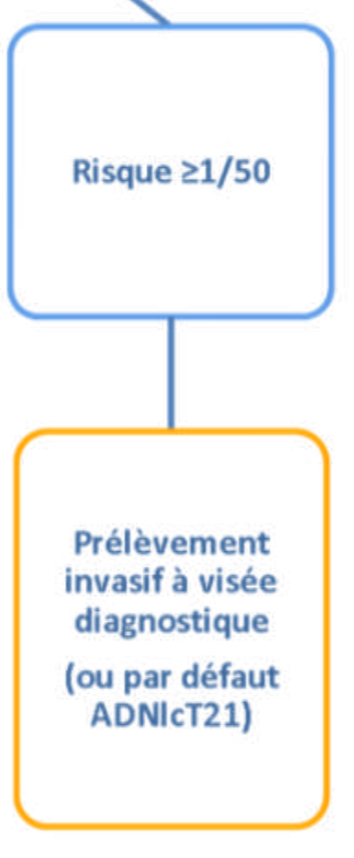 Risque ≥1/50
Prélèvement
invasif à visée
diagnostique
(ou par défaut
ADNlcT21)